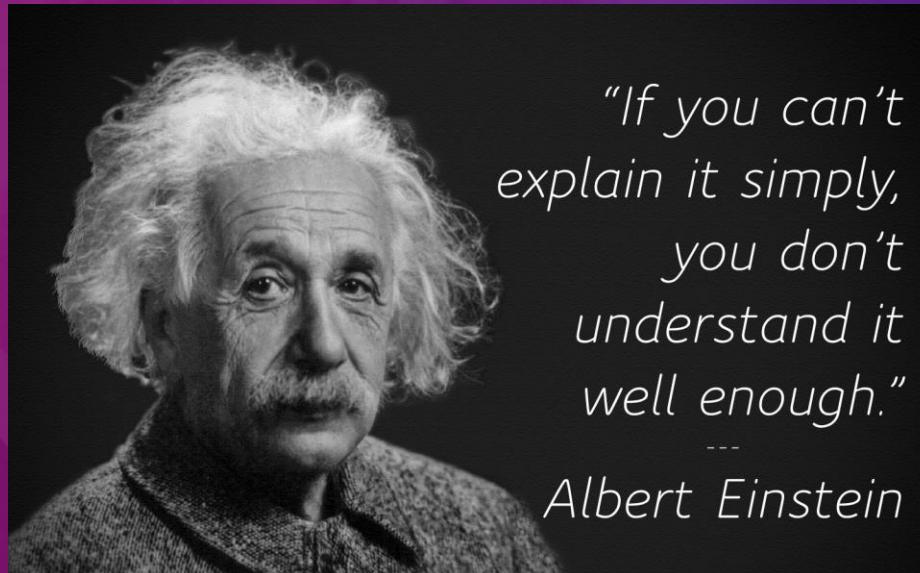 “If you can’t
explain it simply,
you don’t
understand it
well enough.”
---
Albert Einstein